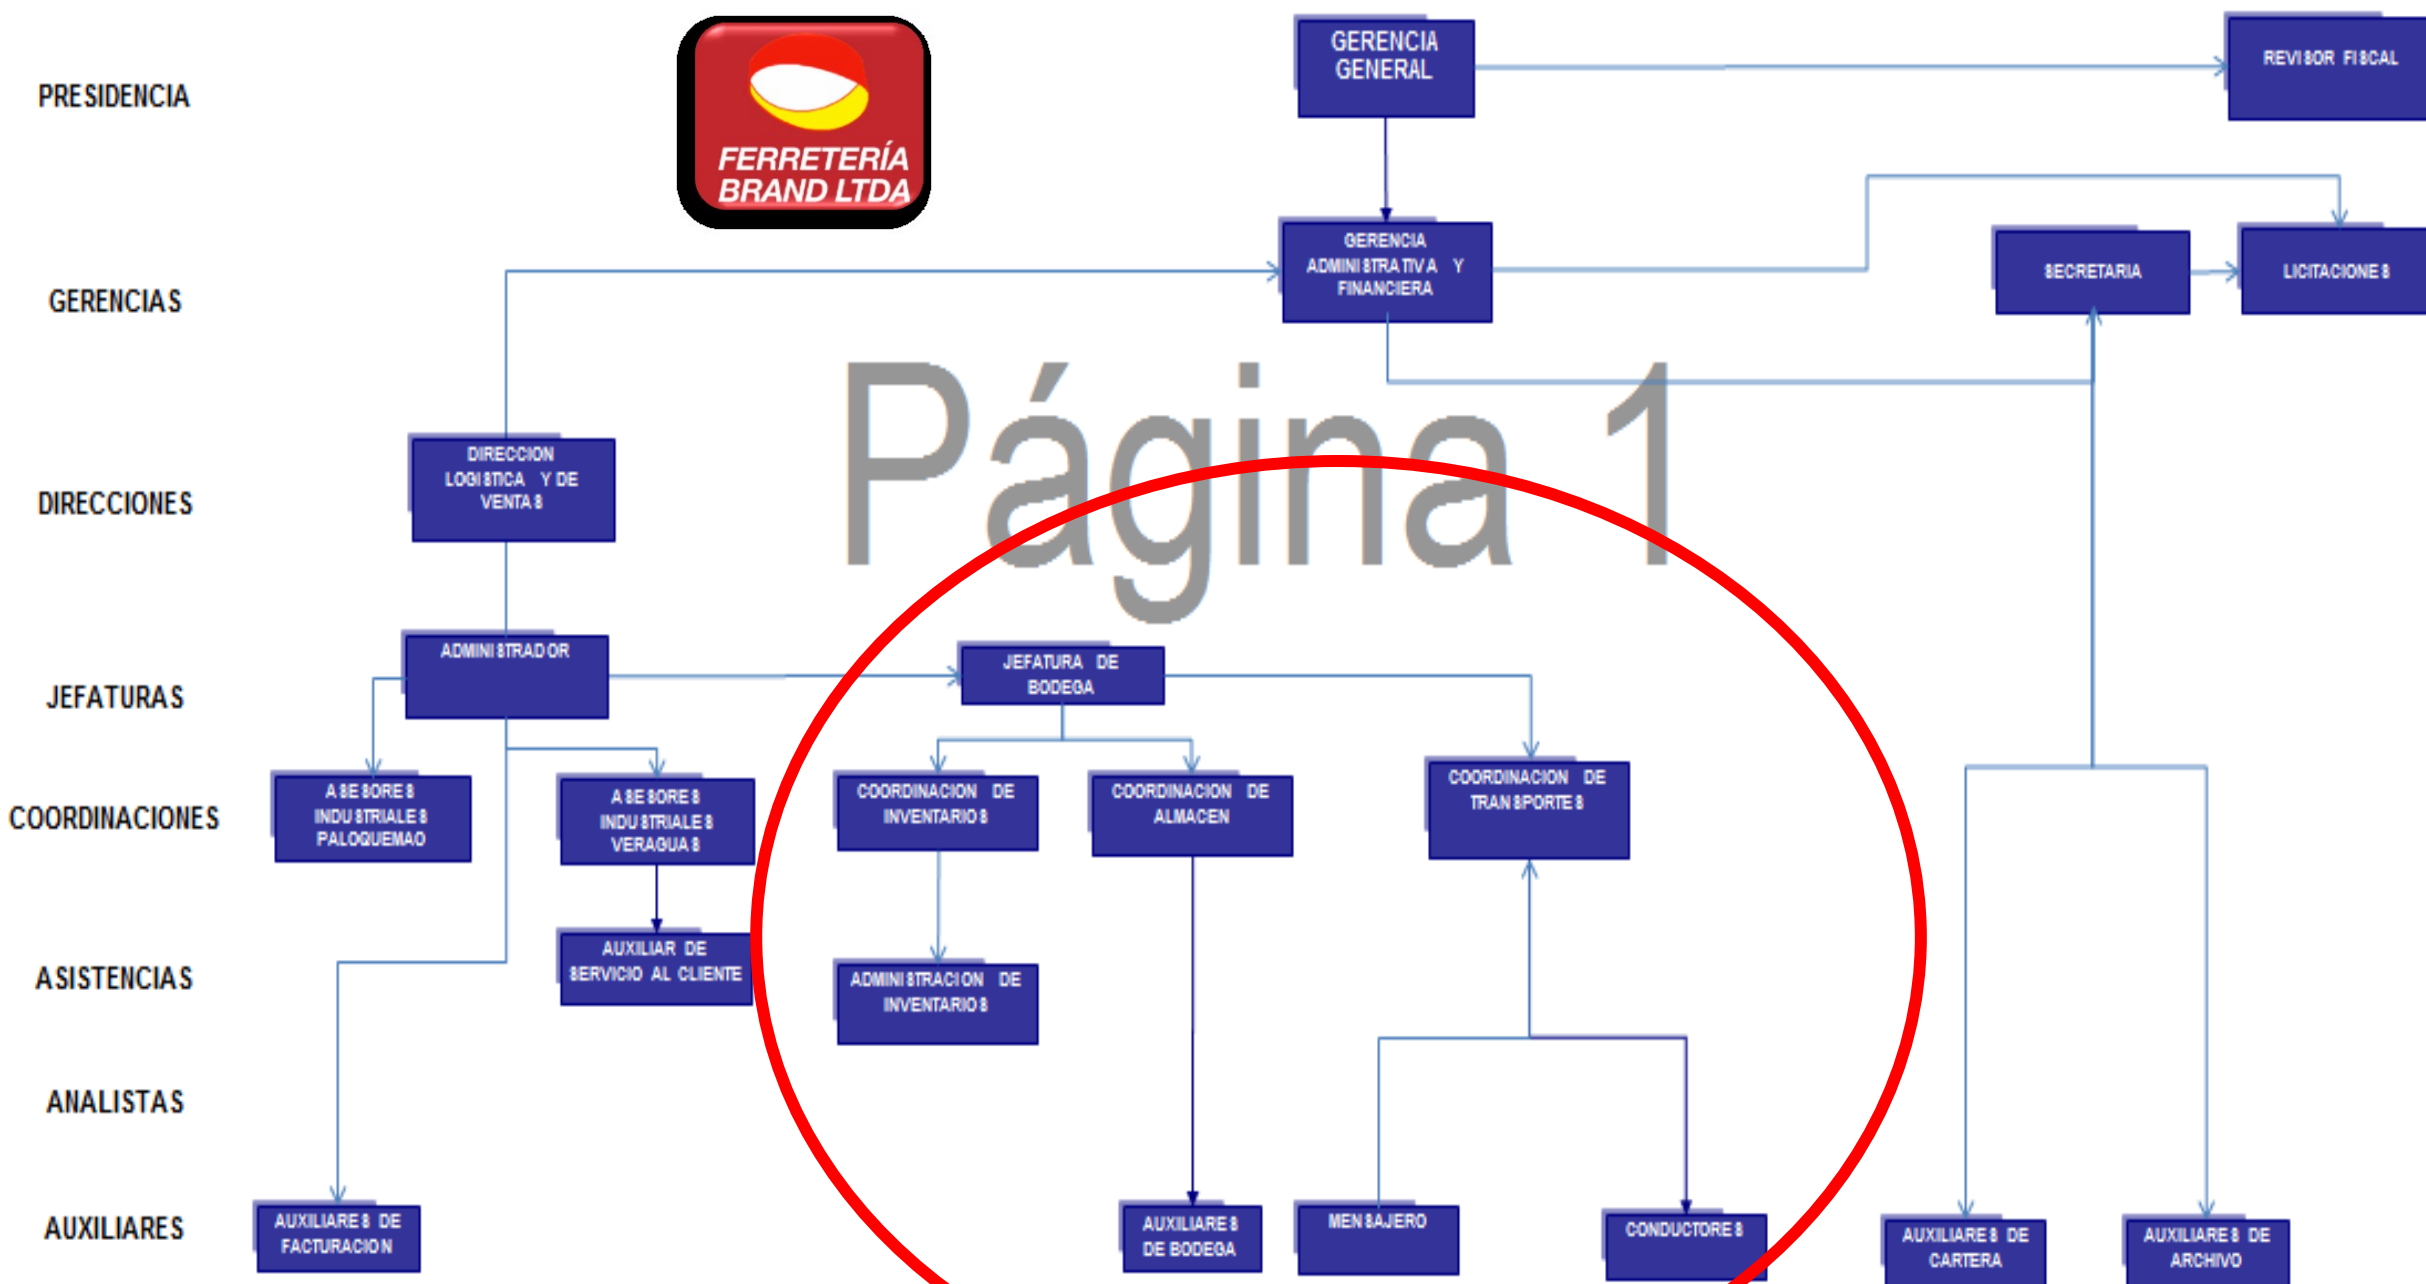 PRESIDENCIA
FERRETERÍA
BRAND LTDA
GERENCIA
GENERAL
REVISOR FISCAL
GERENCIAS
GERENCIA
ADMINISTRATIVA Y
FINANCIERA
SECRETARIA
LICITACIONES
Página 1
DIRECCIONES
DIRECCION
LOGISTICA Y DE
VENTAS
JEFATURAS
ADMINISTRADOR
JEFATURA DE
BODEGA
COORDINACIONES
ASESORES
INDUSTRIALES
PALOQUEMAO
ASESORES
INDUSTRIALES
VERAGUAS
COORDINACION DE
INVENTARIOS
COORDINACION DE
ALMACEN
COORDINACION DE
TRANSPORTES
ASISTENCIAS
AUXILIAR DE
SERVICIO AL CLIENTE
ADMINISTRACION DE
INVENTARIOS
ANALISTAS
AUXILIARES
AUXILIARES DE
FACTURACION
AUXILIARES
DE BODEGA
MENSAJERO
CONDUCTORES
AUXILIARES DE
CARTERA
AUXILIARES DE
ARCHIVO